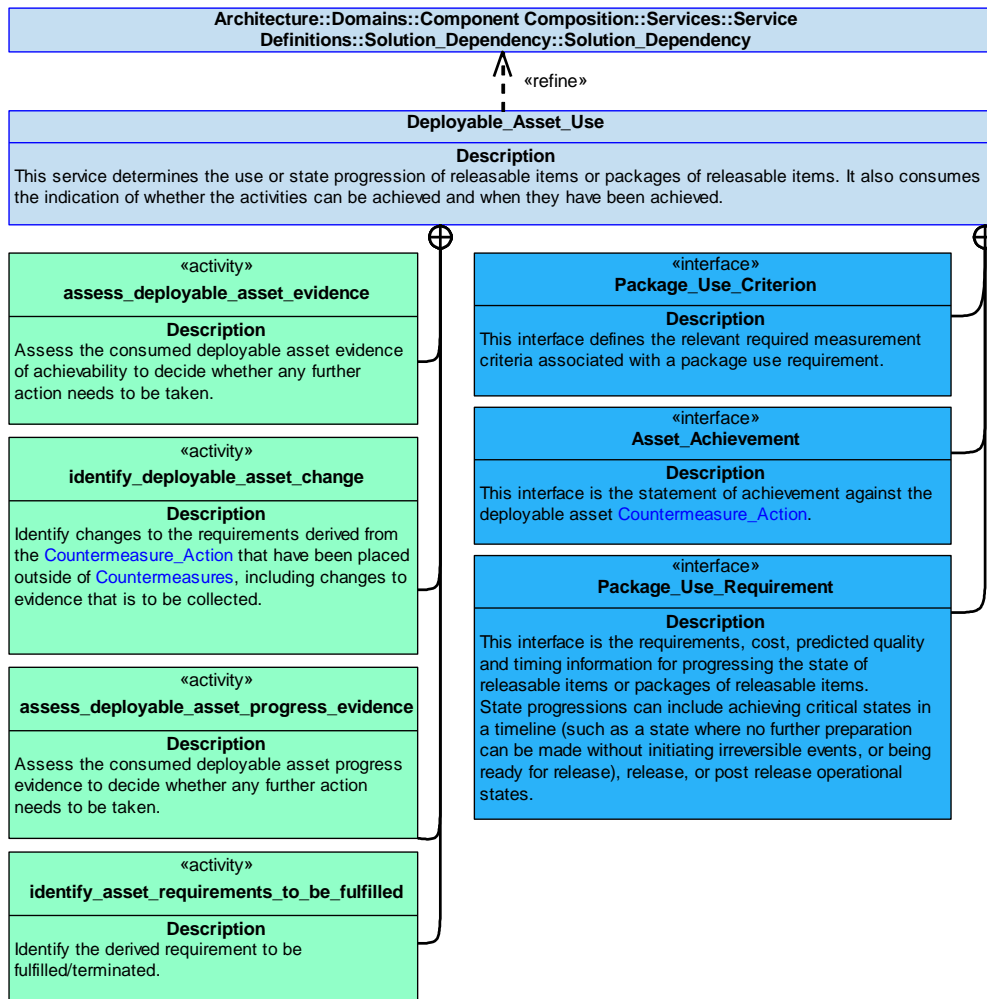 Architecture::Domains::Component Composition::Services::Service
Definitions::Solution_Dependency::Solution_Dependency
«refine»
Deployable_Asset_Use
Description
This service determines the use or state progression of releasable items or packages of releasable items. It also consumes
the indication of whether the activities can be achieved and when they have been achieved.
«activity»
assess_deployable_asset_evidence
Description
Assess the consumed deployable asset evidence
of achievability to decide whether any further
action needs to be taken.
«activity»
identify_deployable_asset_change
Description
Identify changes to the requirements derived from
the Countermeasure_Action that have been placed
outside of Countermeasures, including changes to
evidence that is to be collected.
«activity»
assess_deployable_asset_progress_evidence
Description
Assess the consumed deployable asset progress
evidence to decide whether any further action
needs to be taken.
«activity»
identify_asset_requirements_to_be_fulfilled
Description
Identify the derived requirement to be
fulfilled/terminated.
«interface»
Package_Use_Criterion
Description
This interface defines the relevant required measurement
criteria associated with a package use requirement.
«interface»
Asset_Achievement
Description
This interface is the statement of achievement against the
deployable asset Countermeasure_Action.
«interface»
Package_Use_Requirement
Description
This interface is the requirements, cost, predicted quality
and timing information for progressing the state of
releasable items or packages of releasable items.
State progressions can include achieving critical states in
a timeline (such as a state where no further preparation
can be made without initiating irreversible events, or being
ready for release), release, or post release operational
states.